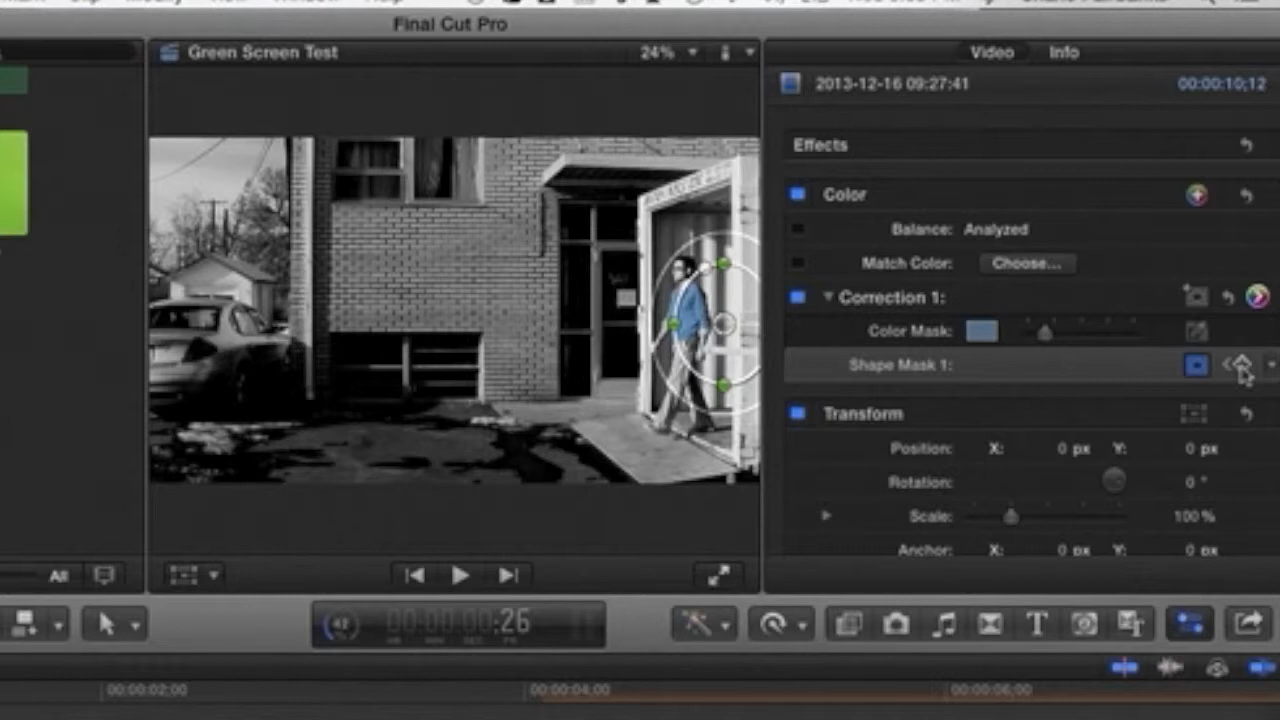 Final Cut Pro
Green Screen Test
24%
Video
Info
2013-12-16 09:27:41
00:00:10;12
Effects
Color
Balance: Analyzed
Match Color: Choose...
Correction 1:
Color Mask:
Shape Mask 1:
Transform
Position: X: 0 px Y: 0 px
Rotation: 0 °
Scale: 100 %
Anchor: X: 0 px Y: 0 px
All
00:00:00:26
00:00:02;00
00:00:04;00
00:00:06;00